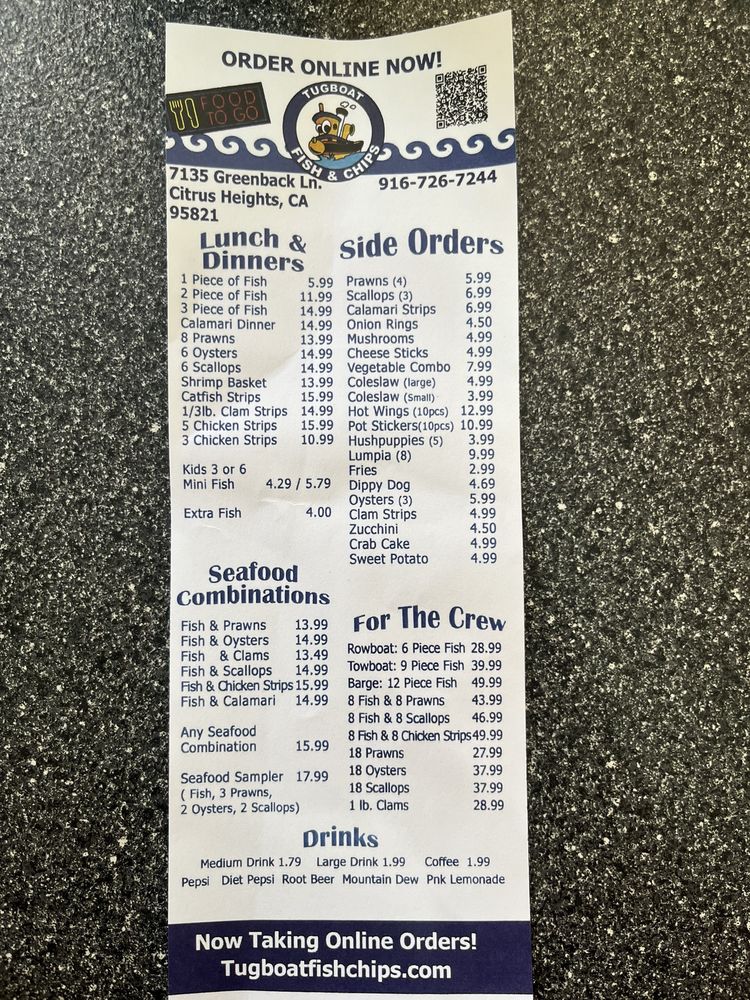 ORDER ONLINE NOW!
FOOD
TO GO
TUGBOAT
FISH & CHIPS
7135 Greenback Ln.
Citrus Heights, CA
95821
916-726-7244
Lunch &
Dinners
1 Piece of Fish 5.99
2 Piece of Fish 11.99
3 Piece of Fish 14.99
Calamari Dinner 14.99
8 Prawns 13.99
6 Oysters 14.99
6 Scallops 14.99
Shrimp Basket 13.99
Catfish Strips 15.99
1/3lb. Clam Strips 14.99
5 Chicken Strips 15.99
3 Chicken Strips 10.99
Kids 3 or 6
Mini Fish 4.29 / 5.79
Extra Fish 4.00
Seafood
Combinations
Fish & Prawns 13.99
Fish & Oysters 14.99
Fish & Clams 13.49
Fish & Scallops 14.99
Fish & Chicken Strips 15.99
Fish & Calamari 14.99
Any Seafood
Combination 15.99
Seafood Sampler 17.99
( Fish, 3 Prawns,
2 Oysters, 2 Scallops)
Side Orders
Prawns (4) 5.99
Scallops (3) 6.99
Calamari Strips 6.99
Onion Rings 4.50
Mushrooms 4.99
Cheese Sticks 4.99
Vegetable Combo 7.99
Coleslaw (large) 4.99
Coleslaw (Small) 3.99
Hot Wings (10pcs) 12.99
Pot Stickers(10pcs) 10.99
Hushpuppies (5) 3.99
Lumpia (8) 9.99
Fries 2.99
Dippy Dog 4.69
Oysters (3) 5.99
Clam Strips 4.99
Zucchini 4.50
Crab Cake 4.99
Sweet Potato 4.99
For The Crew
Rowboat: 6 Piece Fish 28.99
Towboat: 9 Piece Fish 39.99
Barge: 12 Piece Fish 49.99
8 Fish & 8 Prawns 43.99
8 Fish & 8 Scallops 46.99
8 Fish & 8 Chicken Strips 49.99
18 Prawns 27.99
18 Oysters 37.99
18 Scallops 37.99
1 lb. Clams 28.99
Drinks
Medium Drink 1.79 Large Drink 1.99 Coffee 1.99
Pepsi Diet Pepsi Root Beer Mountain Dew Pnk Lemonade
Now Taking Online Orders!
Tugboatfishchips.com